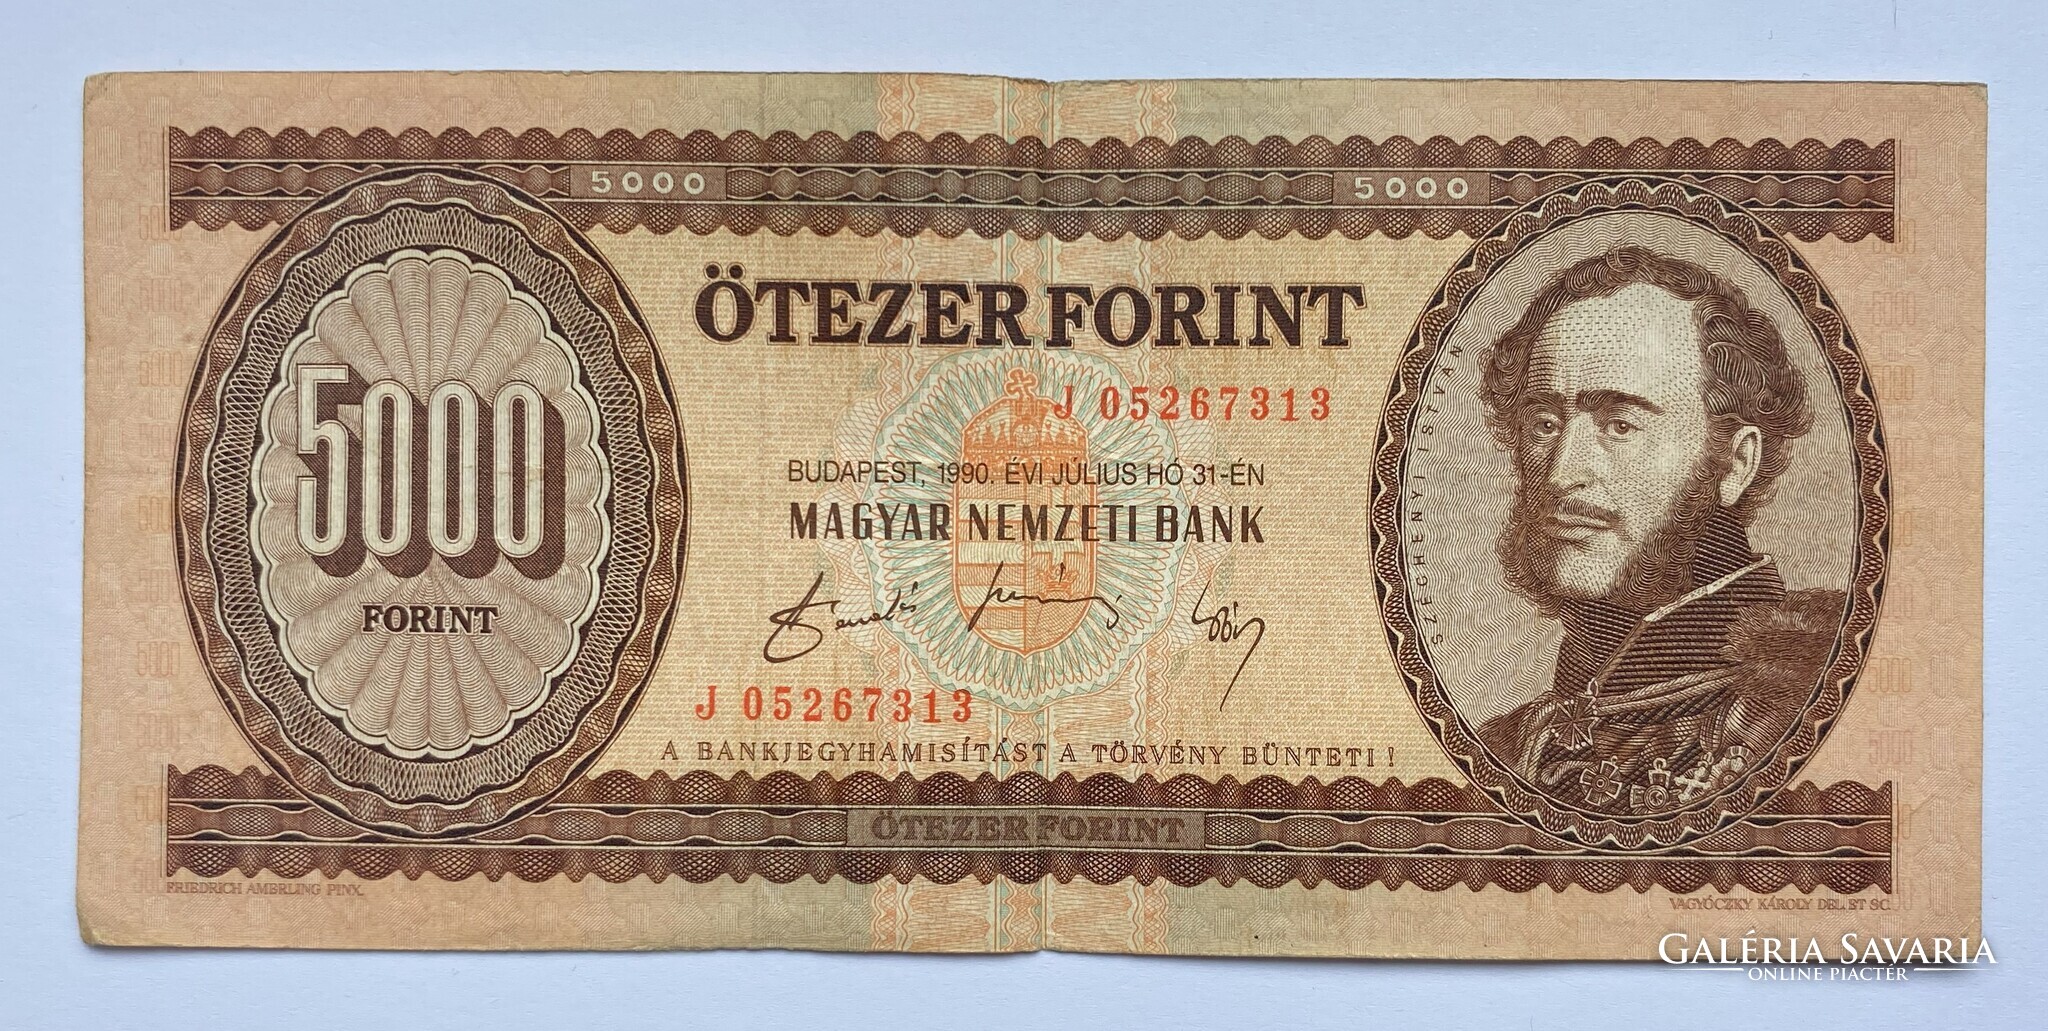 5000 5000
ÖTEZER FORINT
5000
FORINT
J 05267313
BUDAPEST, 1990. ÉVI JÚLIUS HÓ 31-ÉN
MAGYAR NEMZETI BANK
J 05267313
A BANKJEGYHAMISÍTÁST A TÖRVÉNY BÜNTETI!
SZÉCHENYI ISTVÁN
ÖTEZER FORINT
FRIEDRICH AMBRLING PINX.
VAGYÓCZKY KÁROLY DEL. ET SC.
GALÉRIA SAVARIA
ONLINE PIACTÉR